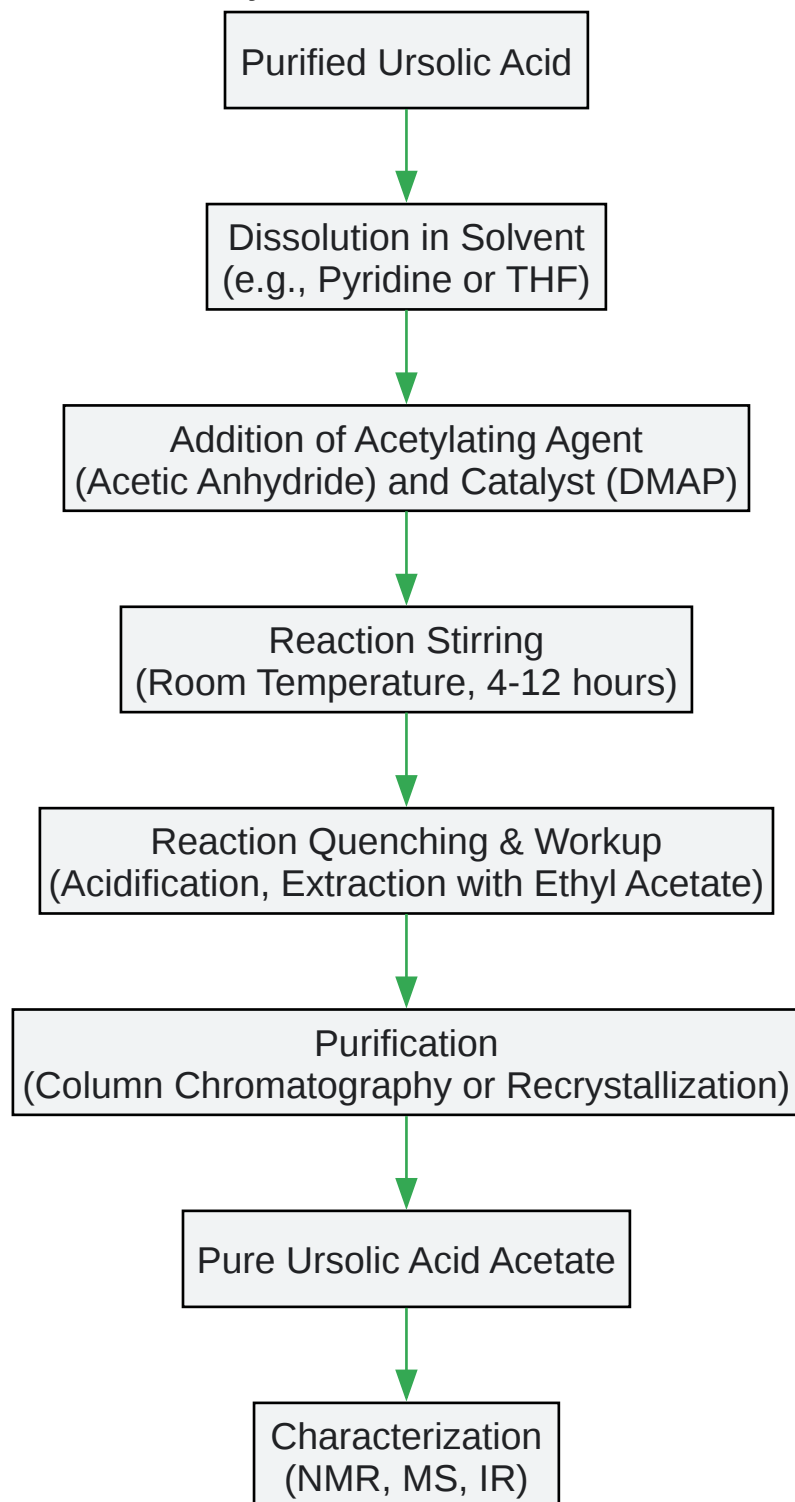 Purified Ursolic Acid
Dissolution in Solvent
(e.g., Pyridine or THF)
Addition of Acetylating Agent
(Acetic Anhydride) and Catalyst (DMAP)
Reaction Stirring
(Room Temperature, 4-12 hours)
Reaction Quenching & Workup
(Acidification, Extraction with Ethyl Acetate)
Purification
(Column Chromatography or Recrystallization)
Pure Ursolic Acid Acetate
Characterization
(NMR, MS, IR)